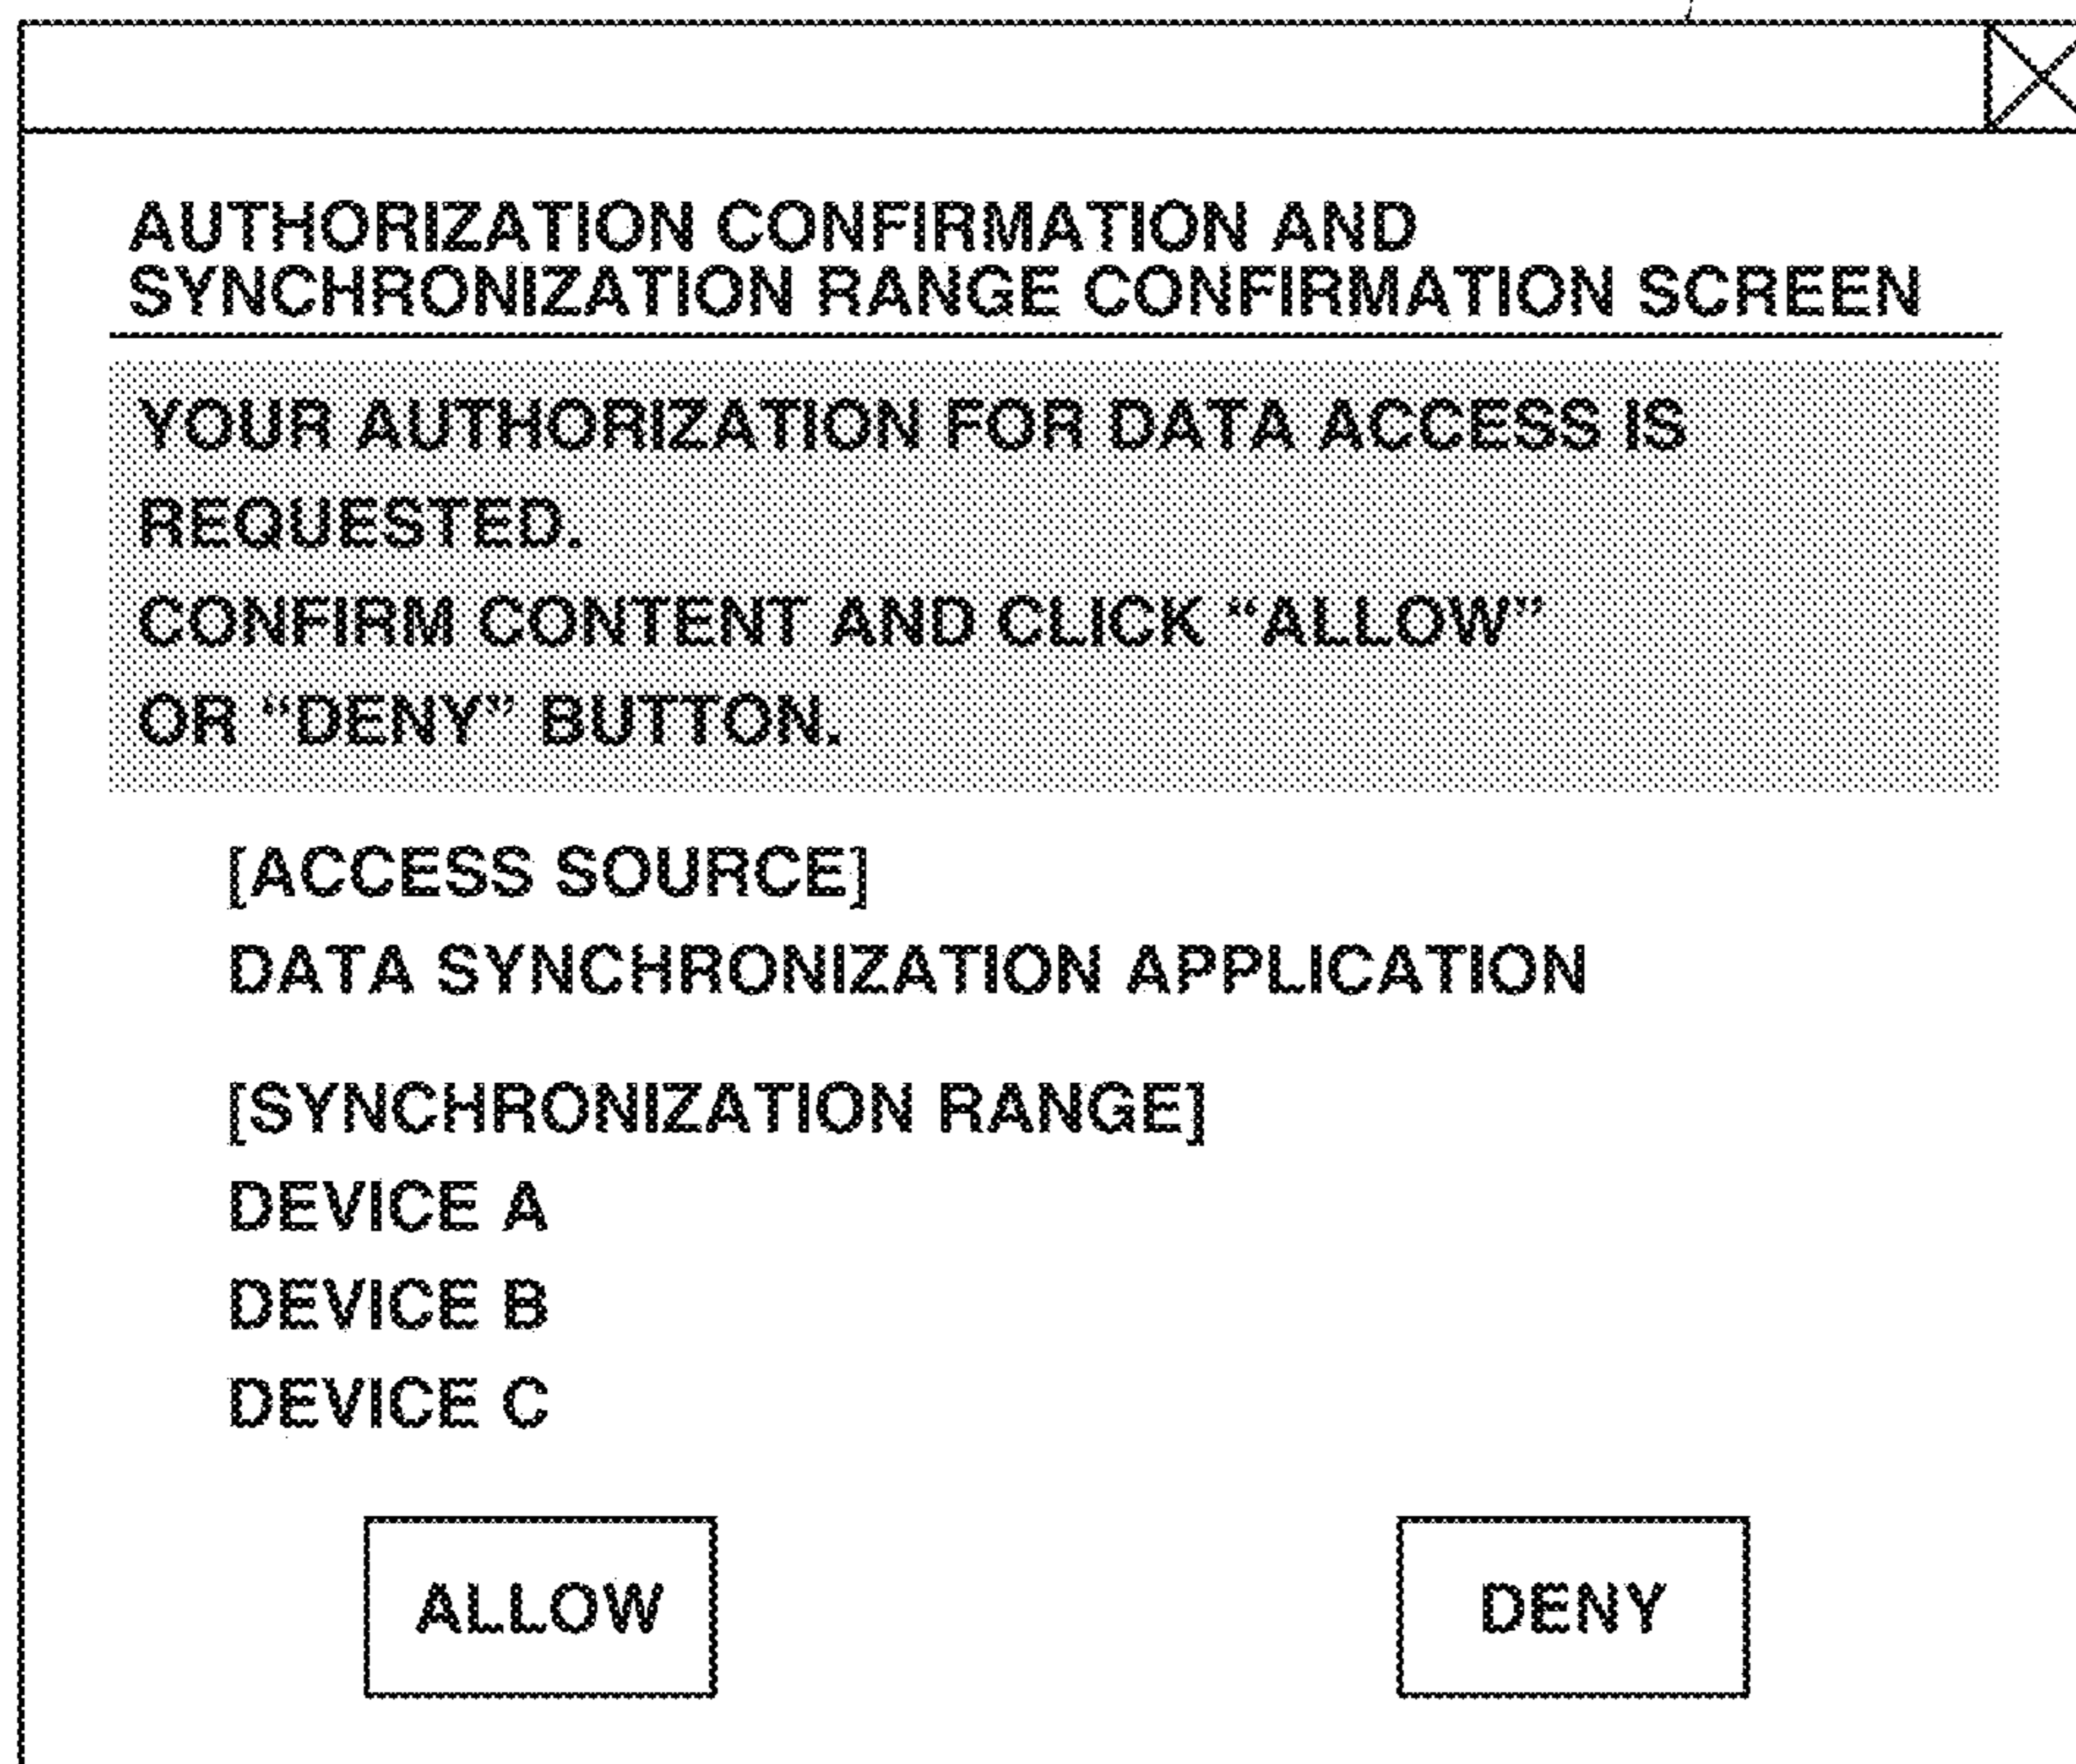 AUTHORIZATION CONFIRMATION AND
SYNCHRONIZATION RANGE CONFIRMATION SCREEN
YOUR AUTHORIZATION FOR DATA ACCESS IS
REQUESTED.
CONFIRM CONTENT AND CLICK “ALLOW”
OR “DENY” BUTTON.
[ACCESS SOURCE]
DATA SYNCHRONIZATION APPLICATION
[SYNCHRONIZATION RANGE]
DEVICE A
DEVICE B
DEVICE C
ALLOW
DENY